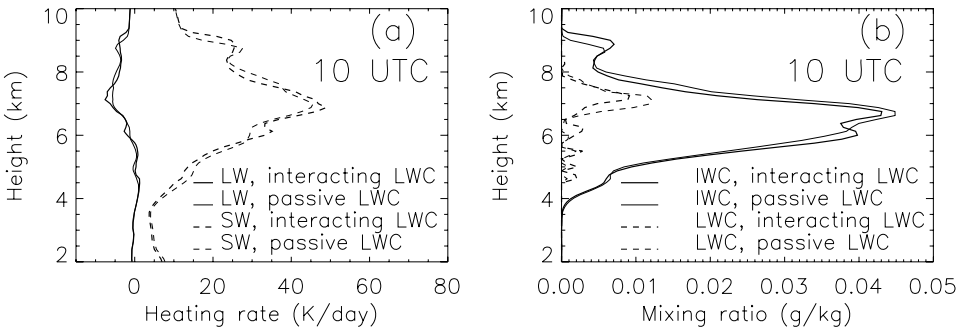 10
8
6
4
2
Height (km)
(a)
10 UTC
LW, interacting LWC
LW, passive LWC
SW, interacting LWC
SW, passive LWC
0 20 40 60 80
Heating rate (K/day)
10
8
6
4
2
Height (km)
(b)
10 UTC
IWC, interacting LWC
IWC, passive LWC
LWC, interacting LWC
LWC, passive LWC
0.00 0.01 0.02 0.03 0.04 0.05
Mixing ratio (g/kg)